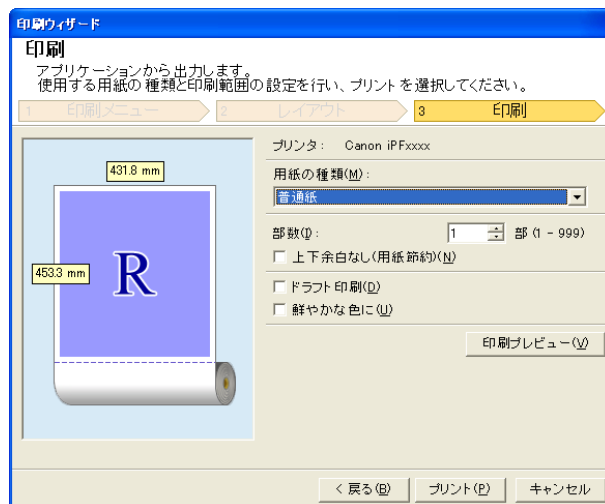 印刷ウィザード
印刷
アプリケーションから出力します。
使用する用紙の種類と印刷範囲の設定を行い、プリントを選択してください。
1 印刷メニュー 2 レイアウト 3 印刷
プリンタ： Canon iPFxxxx
431.8 mm
用紙の種類(M)：
普通紙
部数(I)： 1 部 (1 - 999)
上下余白なし(用紙節約)(N)
453.3 mm
R
ドラフト印刷(D)
鮮やかな色に(U)
印刷プレビュー(V)
< 戻る(B) プリント(P) キャンセル